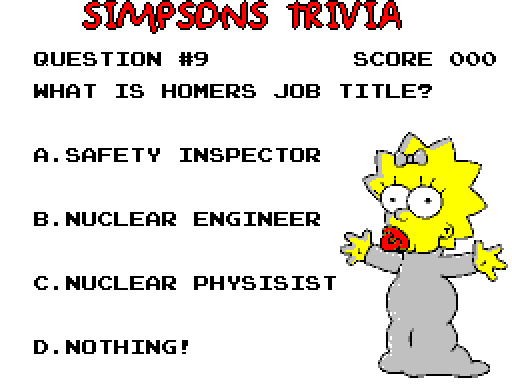 SIMPSONS TRIVIA
QUESTION #9 SCORE 000
WHAT IS HOMERS JOB TITLE?
A.SAFETY INSPECTOR
B.NUCLEAR ENGINEER
C.NUCLEAR PHYSISIST
D.NOTHING!